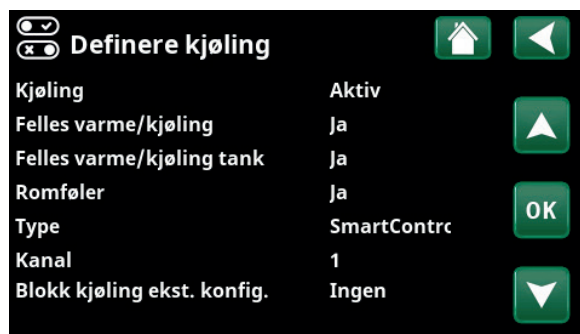 Definere kjøling
Kjøling Aktiv
Felles varme/kjøling Ja
Felles varme/kjøling tank Ja
Romføler Ja
Type SmartContrc
Kanal 1
Blokk kjøling ekst. konfig. Ingen
OK